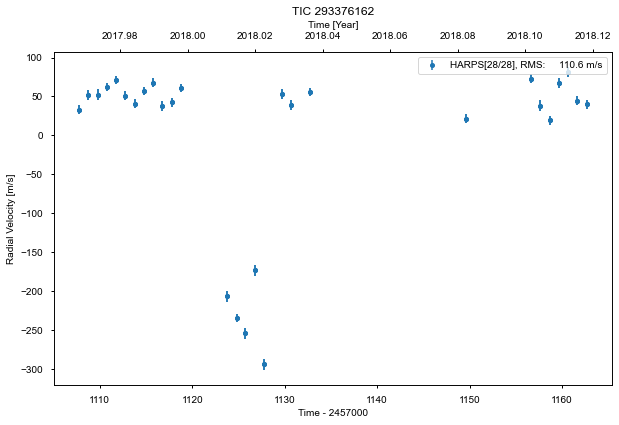 TIC 293376162
Time [Year]
2017.98 2018.00 2018.02 2018.04 2018.06 2018.08 2018.10 2018.12
HARPS[28/28], RMS: 110.6 m/s
100
50
0
−50
−100
−150
−200
−250
−300
Radial Velocity [m/s]
1110 1120 1130 1140 1150 1160
Time - 2457000